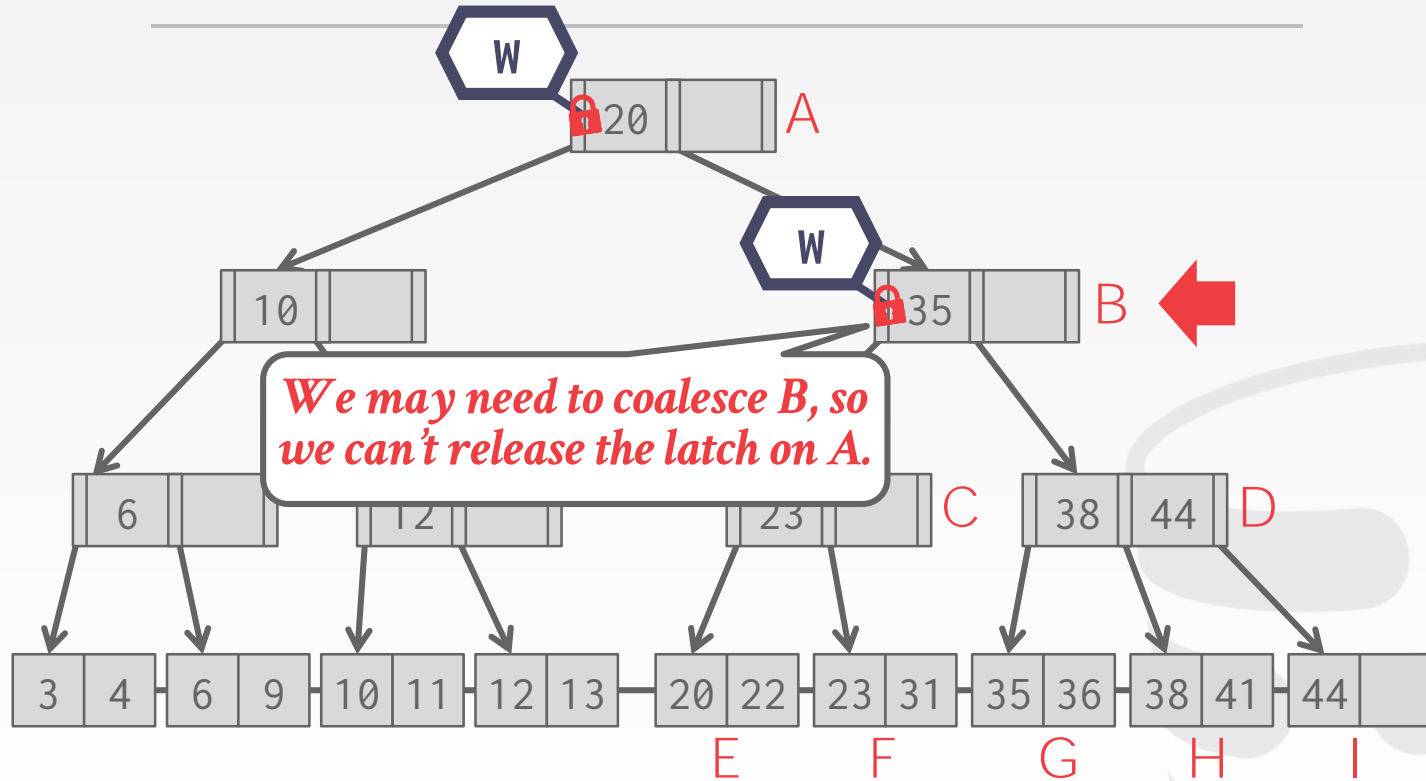 W
20 A
W
10
35 B
We may need to coalesce B, so
we can't release the latch on A.
6
12
23 C
38 44 D
3 4 6 9 10 11 12 13 20 22 23 31 35 36 38 41 44
E F G H I